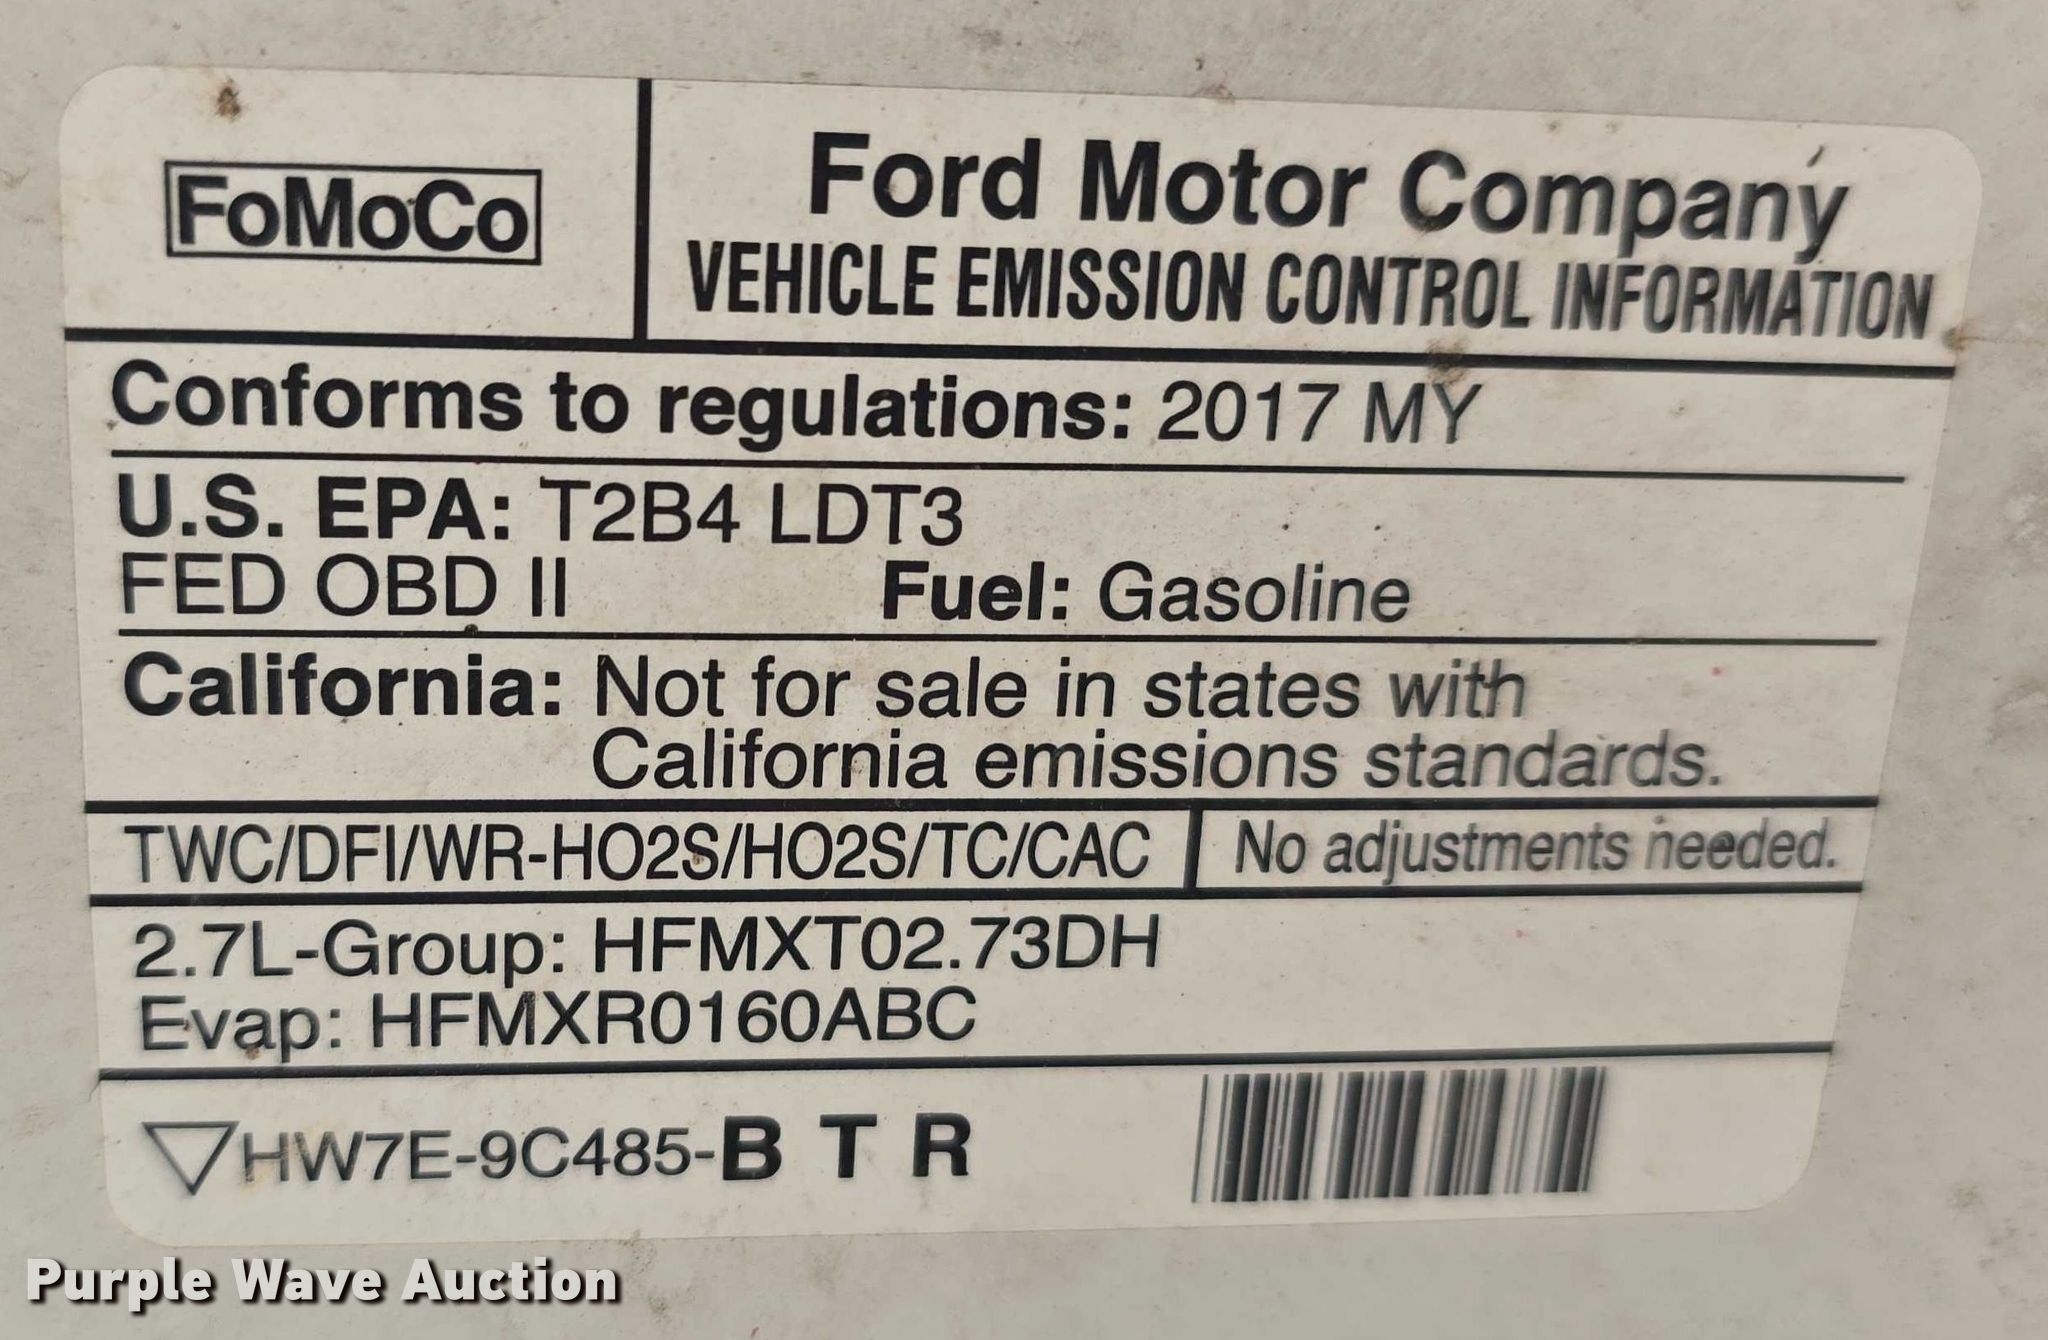 FoMoCo
Ford Motor Company
VEHICLE EMISSION CONTROL INFORMATION
Conforms to regulations: 2017 MY
U.S. EPA: T2B4 LDT3
FED OBD II Fuel: Gasoline
California: Not for sale in states with
California emissions standards.
TWC/DFI/WR-HO2S/HO2S/TC/CAC No adjustments needed.
2.7L-Group: HFMXT02.73DH
Evap: HFMXR0160ABC
HW7E-9C485-B T R
Purple Wave Auction